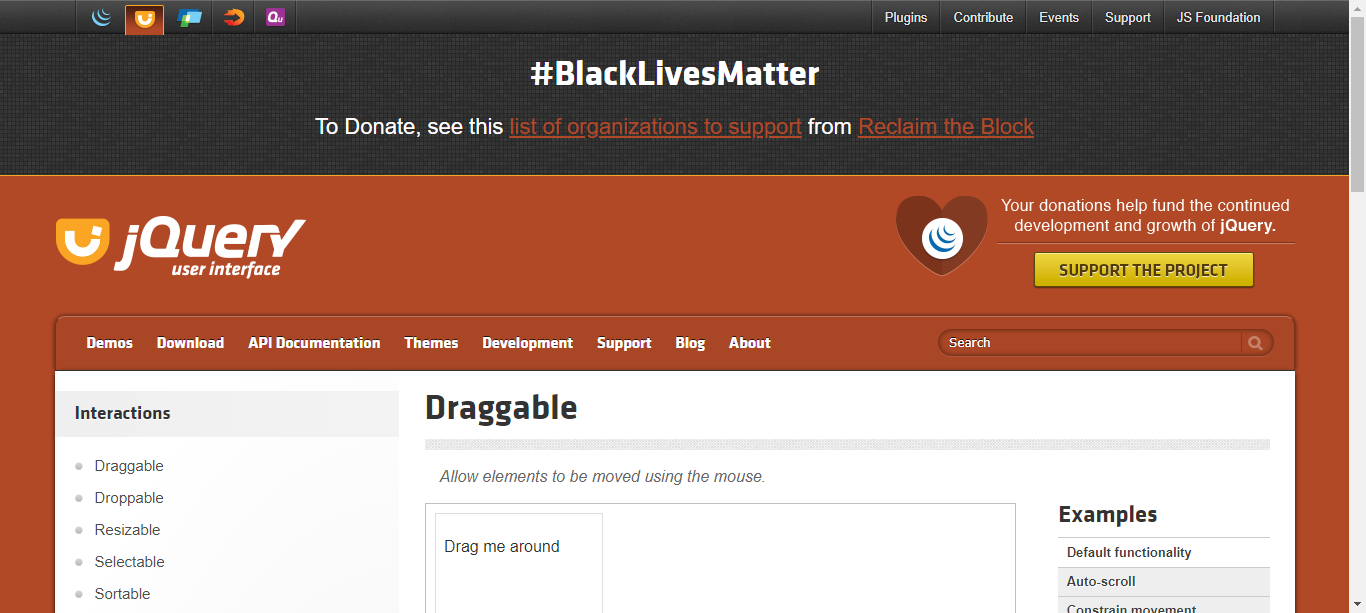 Qu
Plugins
Contribute
Events
Support
JS Foundation
#BlackLivesMatter
To Donate, see this list of organizations to support from Reclaim the Block
jQuery
user interface
Your donations help fund the continued
development and growth of jQuery.
SUPPORT THE PROJECT
Demos
Download
API Documentation
Themes
Development
Support
Blog
About
Search
Interactions
Draggable
Droppable
Resizable
Selectable
Sortable
Draggable
Allow elements to be moved using the mouse.
Drag me around
Examples
Default functionality
Auto-scroll
Constrain movement